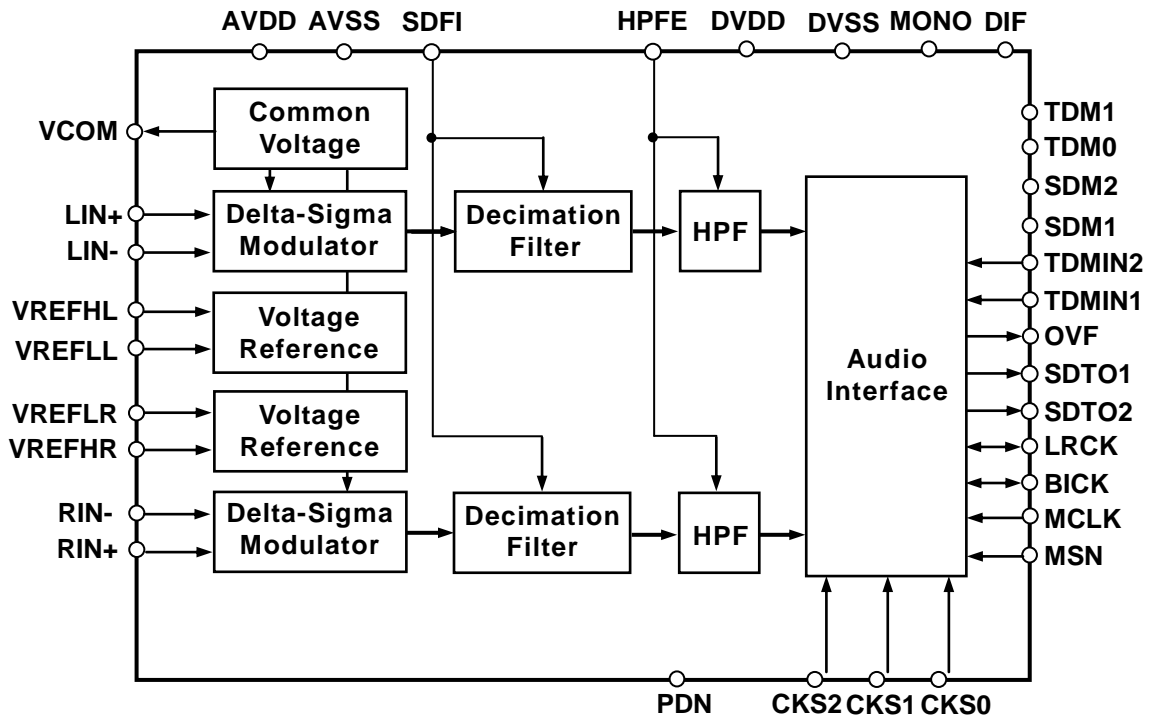 AVDD AVSS SDFI HPFE DVDD DVSS MONO DIF
VCOM
Common
Voltage
LIN+
LIN-
Delta-Sigma
Modulator
Decimation
Filter
HPF
VREFHL
VREFLL
Voltage
Reference
VREFLR
VREFHR
Voltage
Reference
RIN-
RIN+
Delta-Sigma
Modulator
Decimation
Filter
HPF
Audio
Interface
TDM1
TDM0
SDM2
SDM1
TDMIN2
TDMIN1
OVF
SDTO1
SDTO2
LRCK
BICK
MCLK
MSN
PDN CKS2 CKS1 CKS0